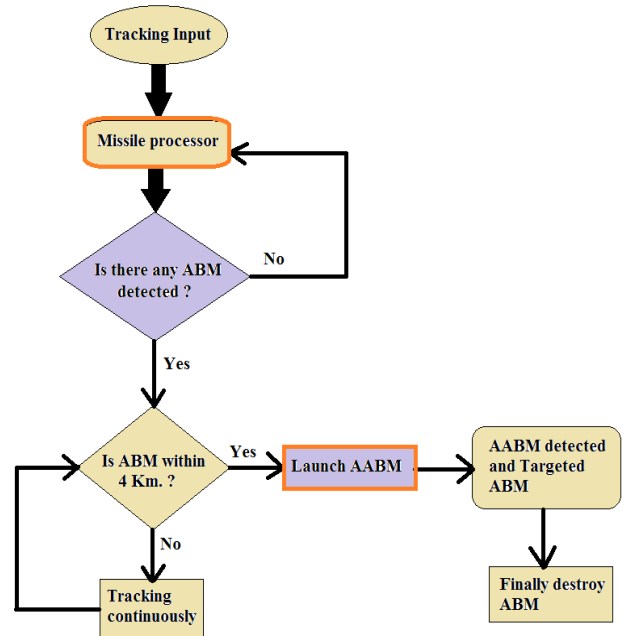 Tracking Input
Missile processor
Is there any ABM
detected ?
No
Yes
Is ABM within
4 Km. ?
Yes
Launch AABM
AABM detected
and Targeted
ABM
No
Tracking
continuously
Finally destroy
ABM